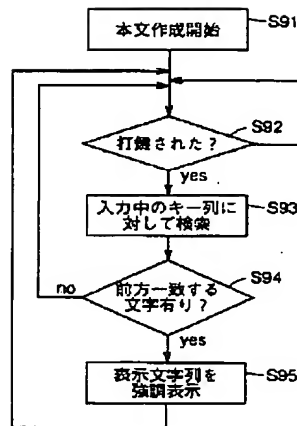 本文作成開始
S91
打鍵された?
S92
yes
入力中のキー列に
対して検索
S93
前方一致する
文字有り?
S94
no
yes
表示文字列を
強調表示
S95